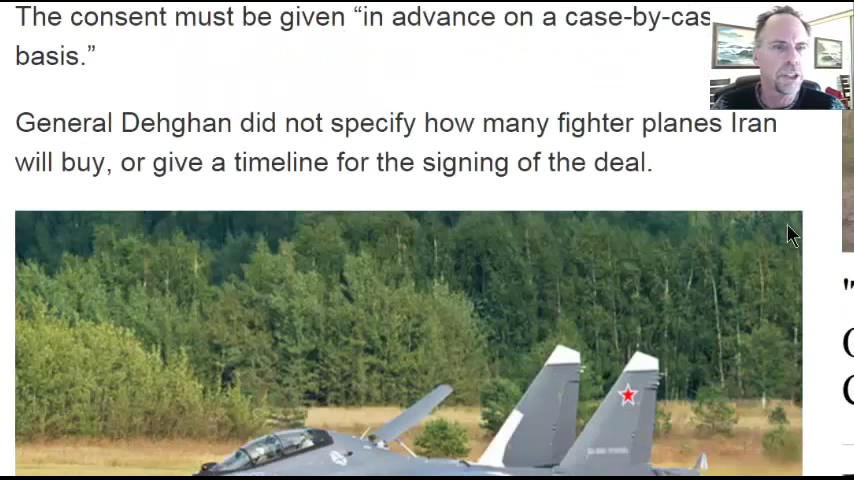 The consent must be given “in advance on a case-by-cas
basis.”
General Dehghan did not specify how many fighter planes Iran
will buy, or give a timeline for the signing of the deal.